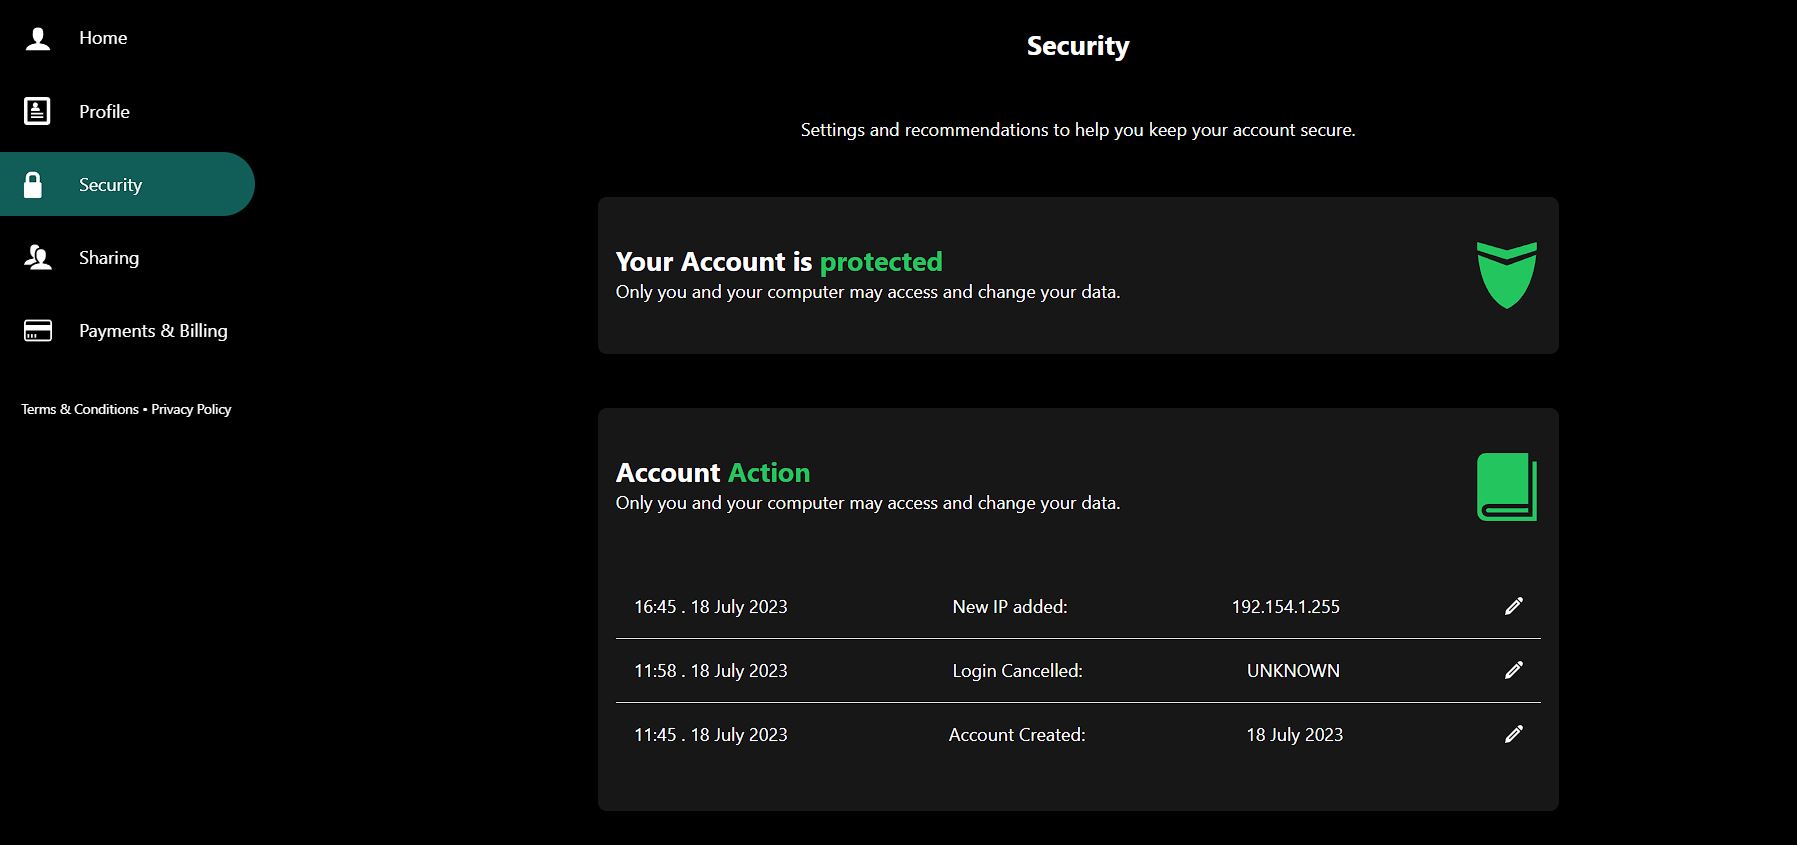 Home
Profile
Security
Sharing
Payments & Billing
Terms & Conditions • Privacy Policy
Security
Settings and recommendations to help you keep your account secure.
Your Account is protected
Only you and your computer may access and change your data.
Account Action
Only you and your computer may access and change your data.
16:45 . 18 July 2023 New IP added: 192.154.1.255
11:58 . 18 July 2023 Login Cancelled: UNKNOWN
11:45 . 18 July 2023 Account Created: 18 July 2023